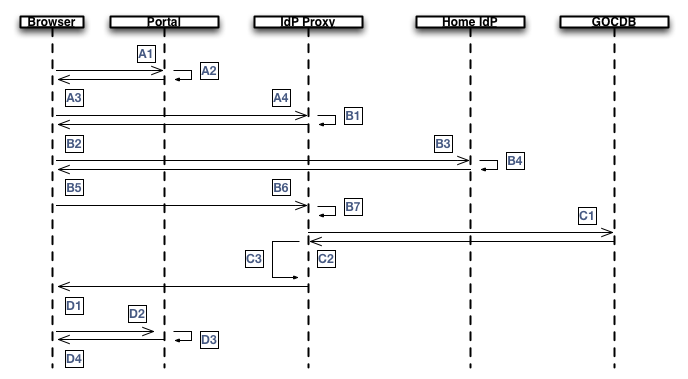 Browser Portal IdP Proxy Home IdP GOCDB
A1
A2
A3 A4
B1
B2 B3
B4
B5 B6
B7
C1
C3 C2
D1
D2
D3
D4